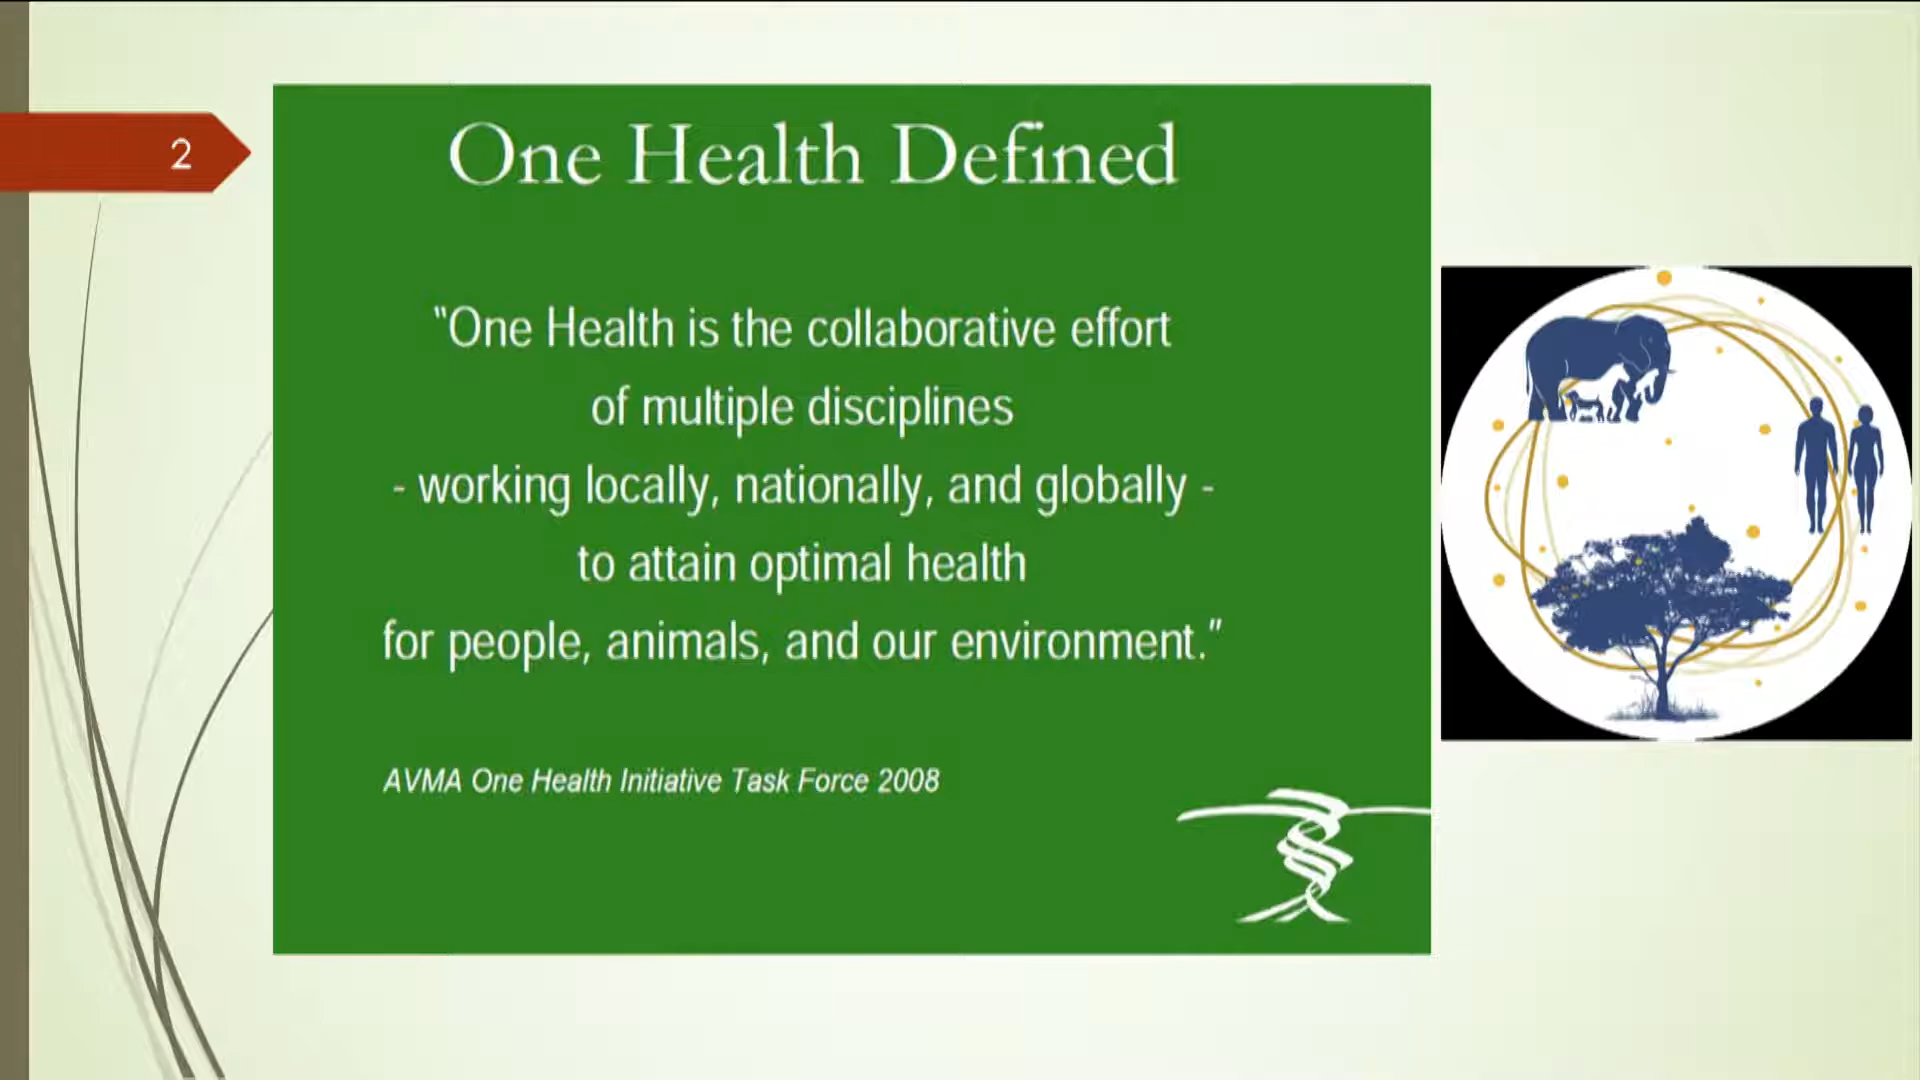 2
One Health Defined
"One Health is the collaborative effort
of multiple disciplines
- working locally, nationally, and globally -
to attain optimal health
for people, animals, and our environment."
AVMA One Health Initiative Task Force 2008